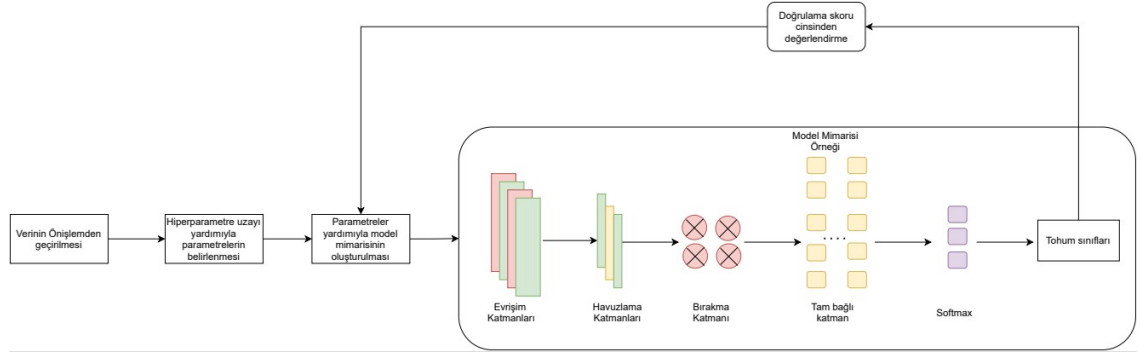 Doğrulama skoru
cinsinden
değerlendirme
Model Mimarisi
Örneği
Verinin Önişlemden
geçirilmesi
Hiperparametre uzayı
yardımıyla
parametrelerin
belirlenmesi
Parametreler
yardımıyla model
mimarisinin
oluşturulması
Tohum sınıfları
Evrişim
Katmanları
Havuzlama
Katmanları
Bırakma
Katmanı
Tam bağlı
katman
Softmax